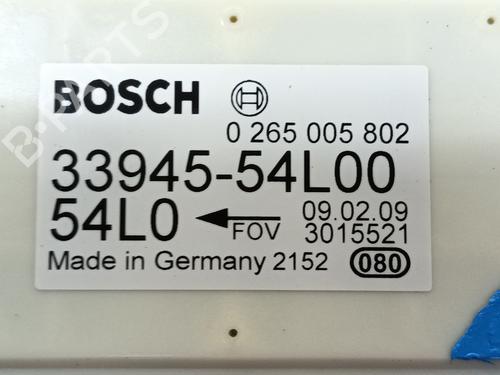 BOSCH
0 265 005 802
33945-54L00
54L0
FOV
09.02.09
3015521
Made in Germany 2152
080